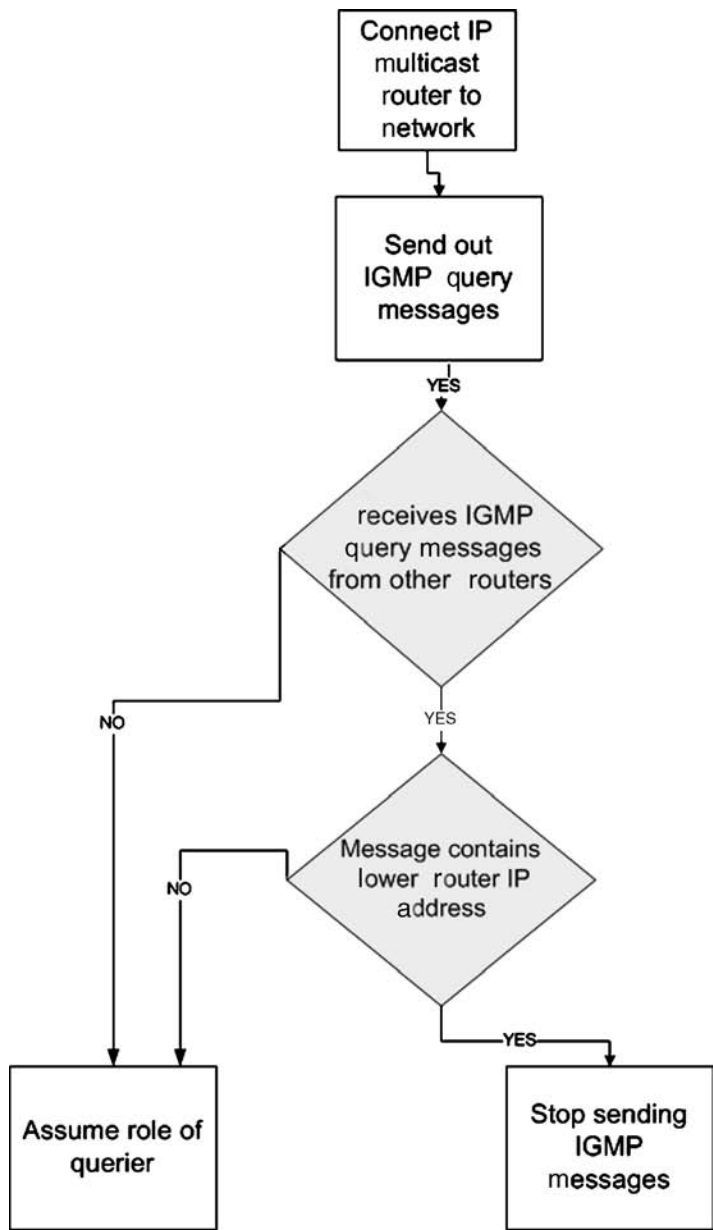 Connect IP
multicast
router to
network
Send out
IGMP query
messages
YES
receives IGMP
query messages
from other routers
NO
YES
Message contains
lower router IP
address
NO
YES
Assume role of
querier
Stop sending
IGMP
messages